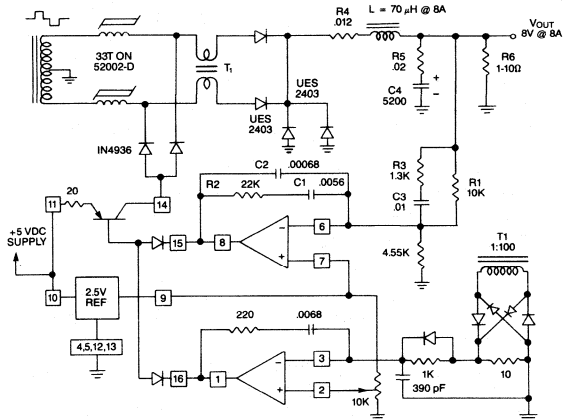 L = 70 μH @ 8A
R4
.012
VOUT
8V @ 8A
33T ON
52002-D
T1
R5
.02
R6
1-10Ω
+
−
C4
5200
UES
2403
UES
2403
IN4936
C2
.00068
R3
1.3K
R2
22K
C1
.0056
C3
.01
R1
10K
20
11
14
+5 VDC
SUPPLY
15
8
−
6
+
7
4.55K
T1
1:100
10
2.5V
REF
9
4,5,12,13
220
.0068
16
1
−
3
+
2
10K
1K
390 pF
10